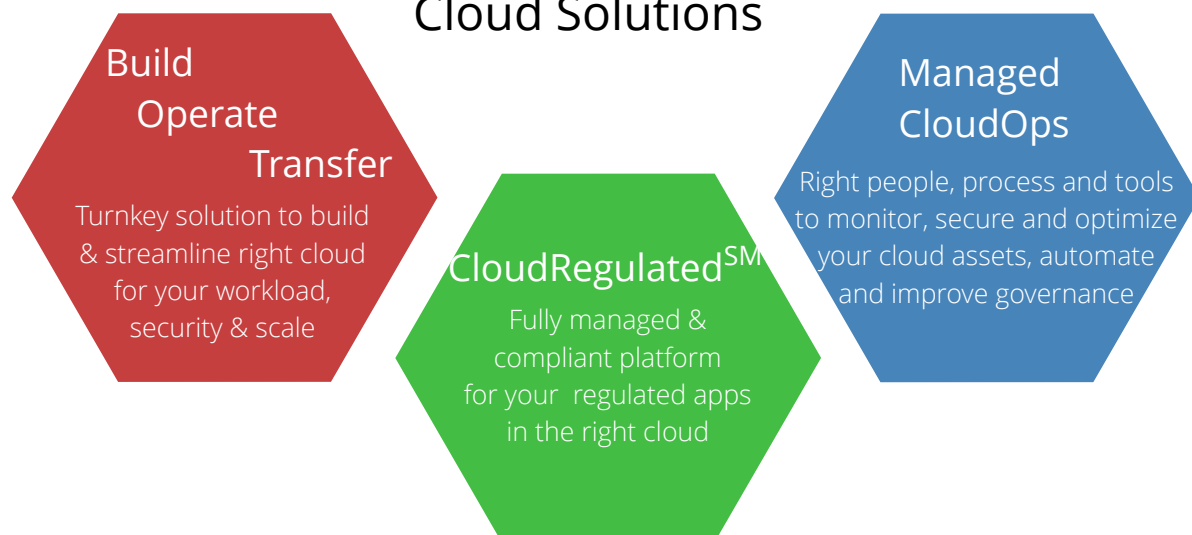 Cloud Solutions
Build
Operate
Transfer
Turnkey solution to build
& streamline right cloud
for your workload,
security & scale
CloudRegulatedSM
Fully managed &
compliant platform
for your  regulated apps
in the right cloud
Managed
CloudOps
Right people, process and tools
to monitor, secure and optimize
your cloud assets, automate
and improve governance